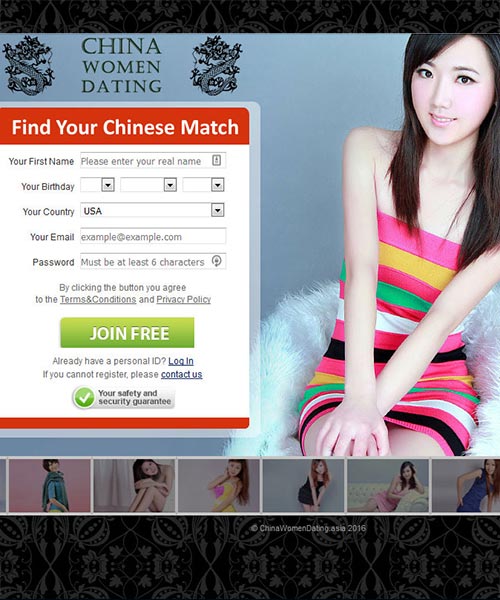 CHINA
WOMEN
DATING
Find Your Chinese Match
Your First Name Please enter your real name
Your Birthday
Your Country USA
Your Email example@example.com
Password Must be at least 6 characters
By clicking the button you agree
to the Terms&Conditions and Privacy Policy
JOIN FREE
Already have a personal ID? Log In
If you cannot register, please contact us
Your safety and
security guarantee
© ChinaWomenDating.asia 2016